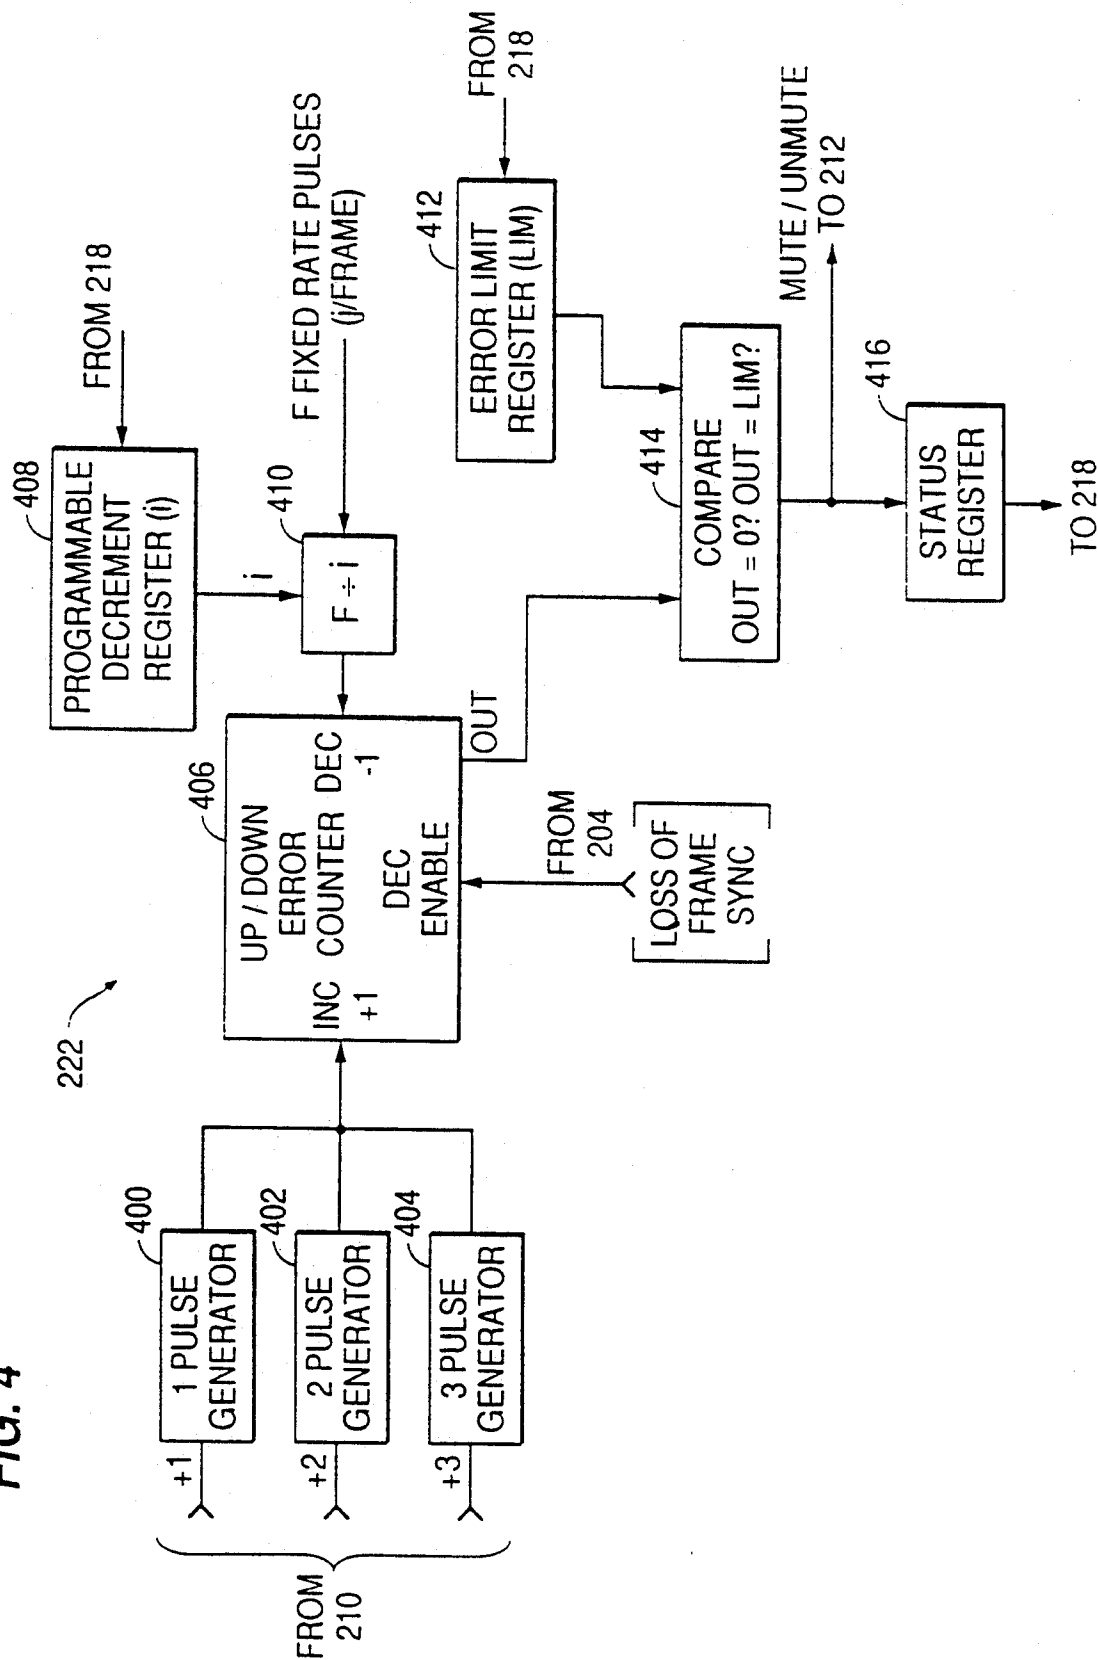 FIG. 4
222
FROM
210
+1
1 PULSE
GENERATOR
400
+2
2 PULSE
GENERATOR
402
+3
3 PULSE
GENERATOR
404
UP / DOWN
ERROR
COUNTER
INC
+1
DEC
-1
DEC
ENABLE
406
OUT
FROM
204
LOSS OF
FRAME
SYNC
PROGRAMMABLE
DECREMENT
REGISTER (i)
408
FROM 218
i
F ÷ i
410
F FIXED RATE PULSES
(j/FRAME)
ERROR LIMIT
REGISTER (LIM)
412
FROM
218
COMPARE
OUT = 0? OUT = LIM?
414
MUTE / UNMUTE
TO 212
STATUS
REGISTER
416
TO 218